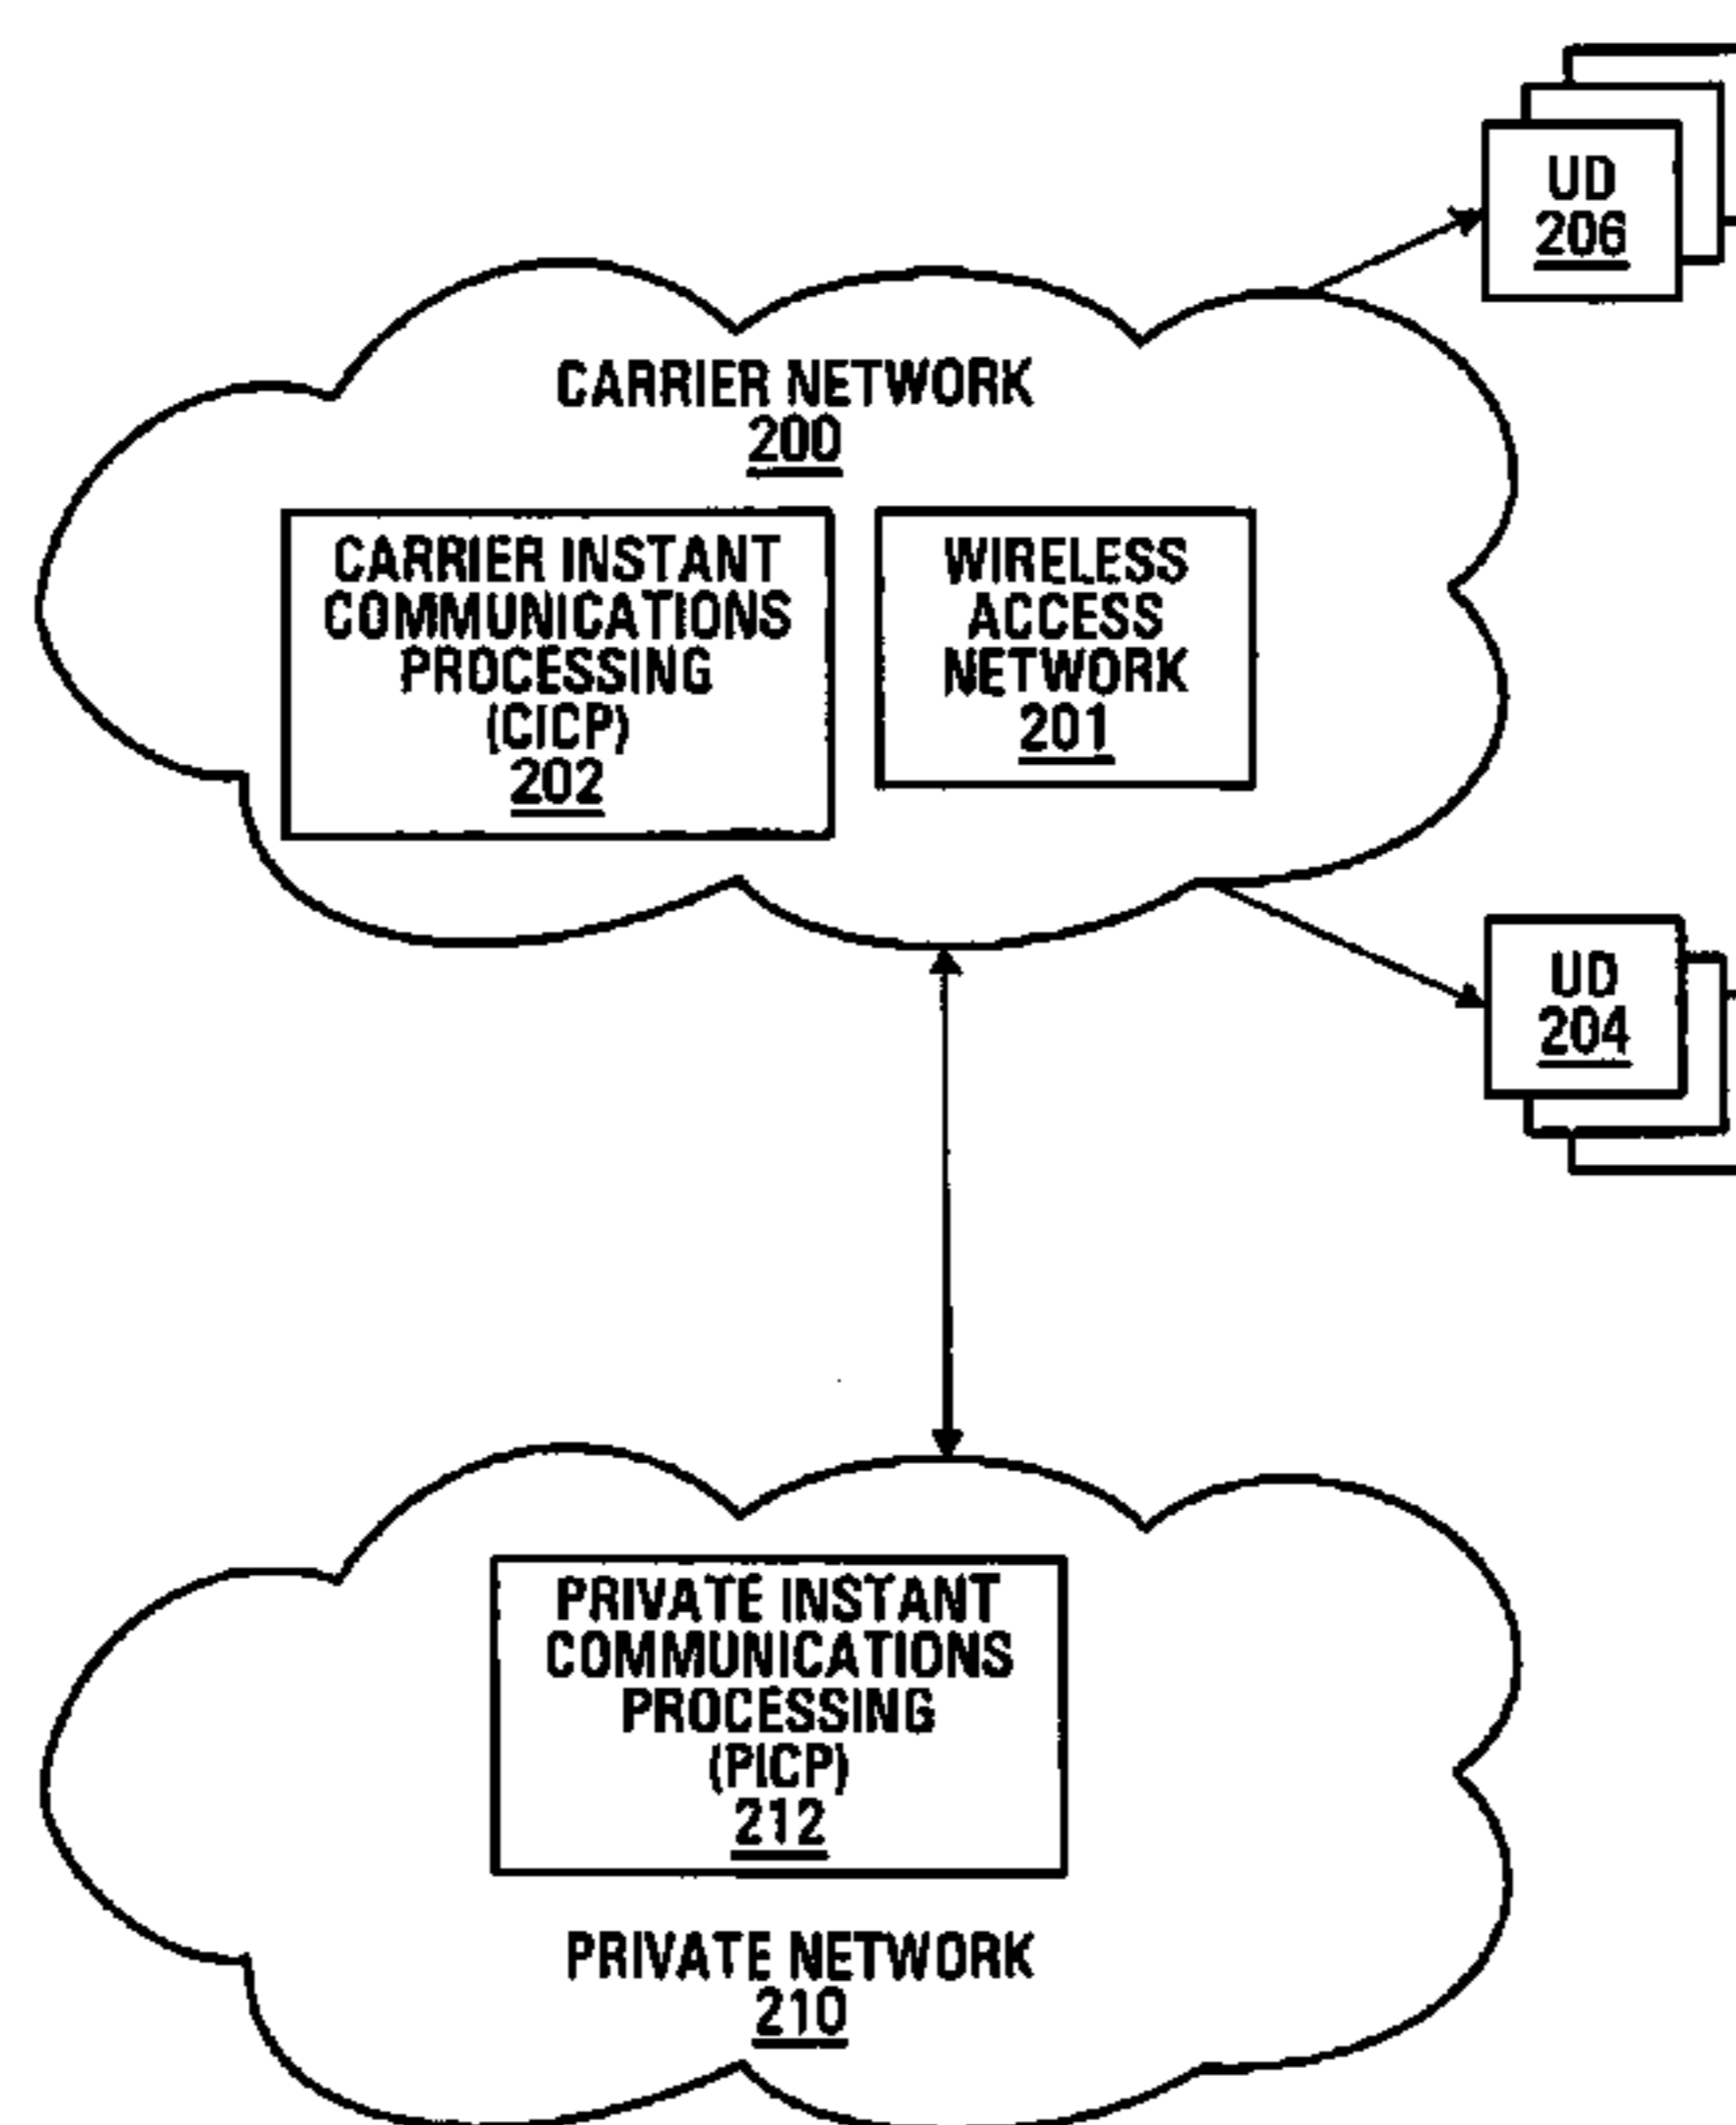 UD
206
CARRIER NETWORK
200
CARRIER INSTANT
COMMUNICATIONS
PROCESSING
(CICP)
202
WIRELESS
ACCESS
NETWORK
201
UD
204
PRIVATE INSTANT
COMMUNICATIONS
PROCESSING
(PICP)
212
PRIVATE NETWORK
210